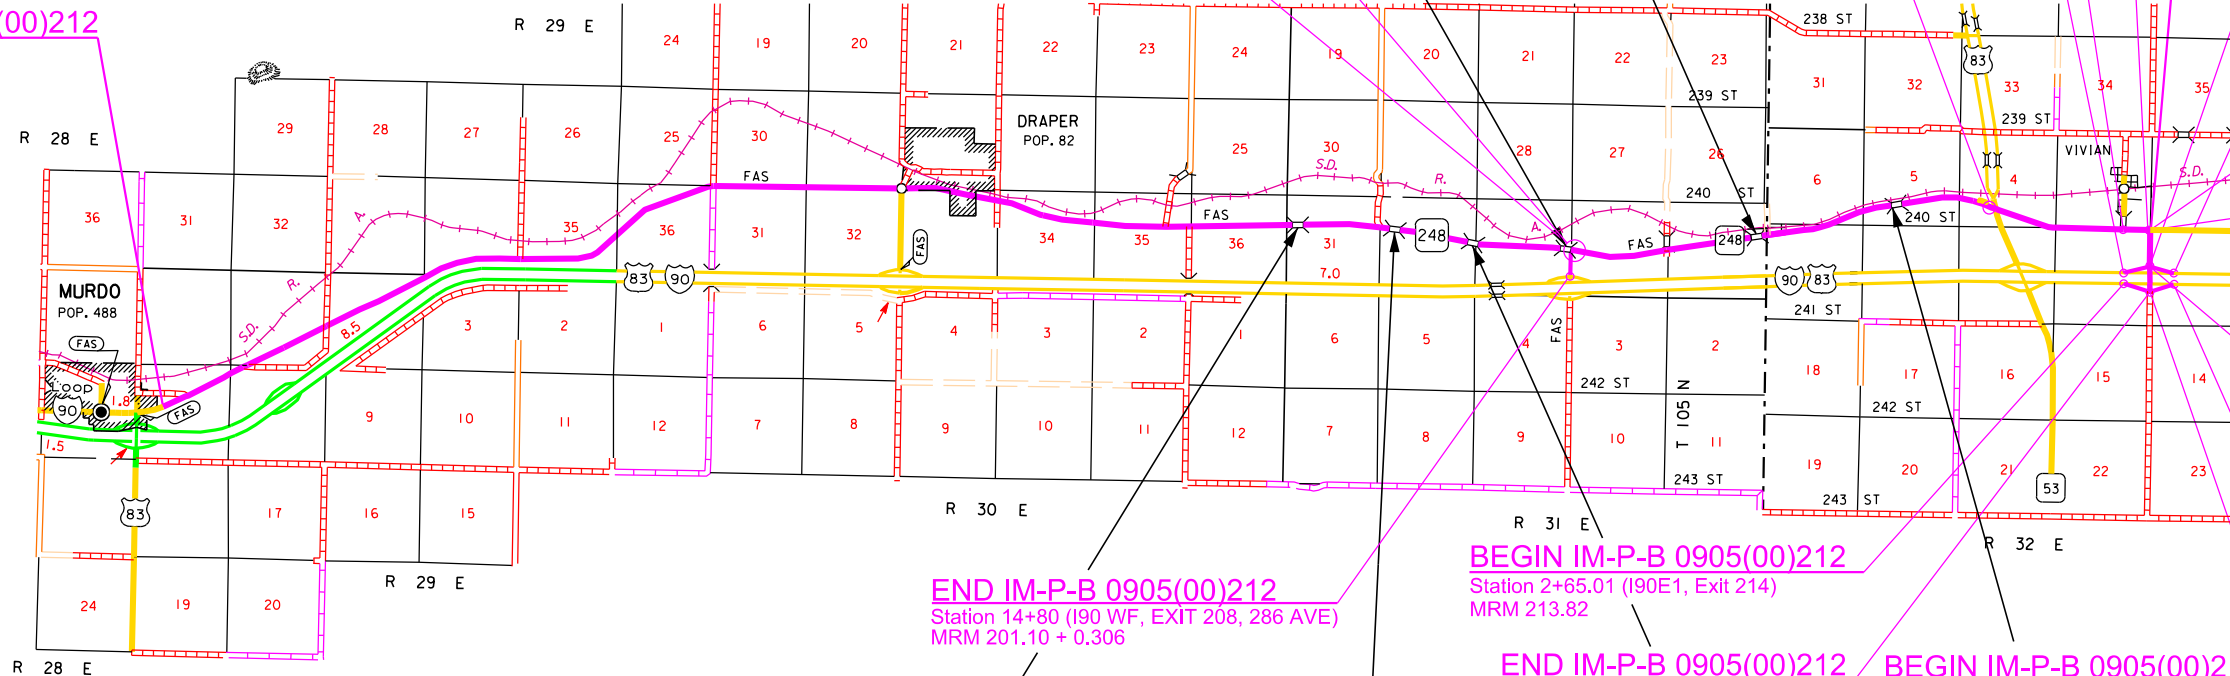 (00)212
R 29 E
R 28 E
24
19
20
21
22
23
24
19
20
21
22
23
238 ST
83
31
32
33
34
35
239 ST
239 ST
DRAPER
POP. 82
29
28
27
26
25
30
25
30
28
27
26
VIVIAN
S.D.
R.
S.D.
6
5
4
FAS
240 ST
240 ST
36
31
32
A.
35
36
31
32
FAS
FAS
34
35
36
31
248
A.
FAS
248
7.0
83
90
90
83
MURDO
POP. 488
R.
S.D.
8.5
FAS
3
2
1
6
5
4
3
2
1
6
5
4
FAS
3
2
241 ST
LOOP
90
1.8
FAS
1.5
9
10
11
12
7
8
9
10
11
12
7
8
9
10
11
242 ST
T 105 N
18
17
16
15
14
242 ST
19
20
21
22
23
243 ST
243 ST
53
83
17
16
15
R 30 E
R 31 E
R 32 E
R 29 E
24
19
20
R 28 E
END IM-P-B 0905(00)212
Station 14+80 (I90 WF, EXIT 208, 286 AVE)
MRM 201.10 + 0.306
BEGIN IM-P-B 0905(00)212
Station 2+65.01 (I90E1, Exit 214)
MRM 213.82
END IM-P-B 0905(00)212
BEGIN IM-P-B 0905(00)2